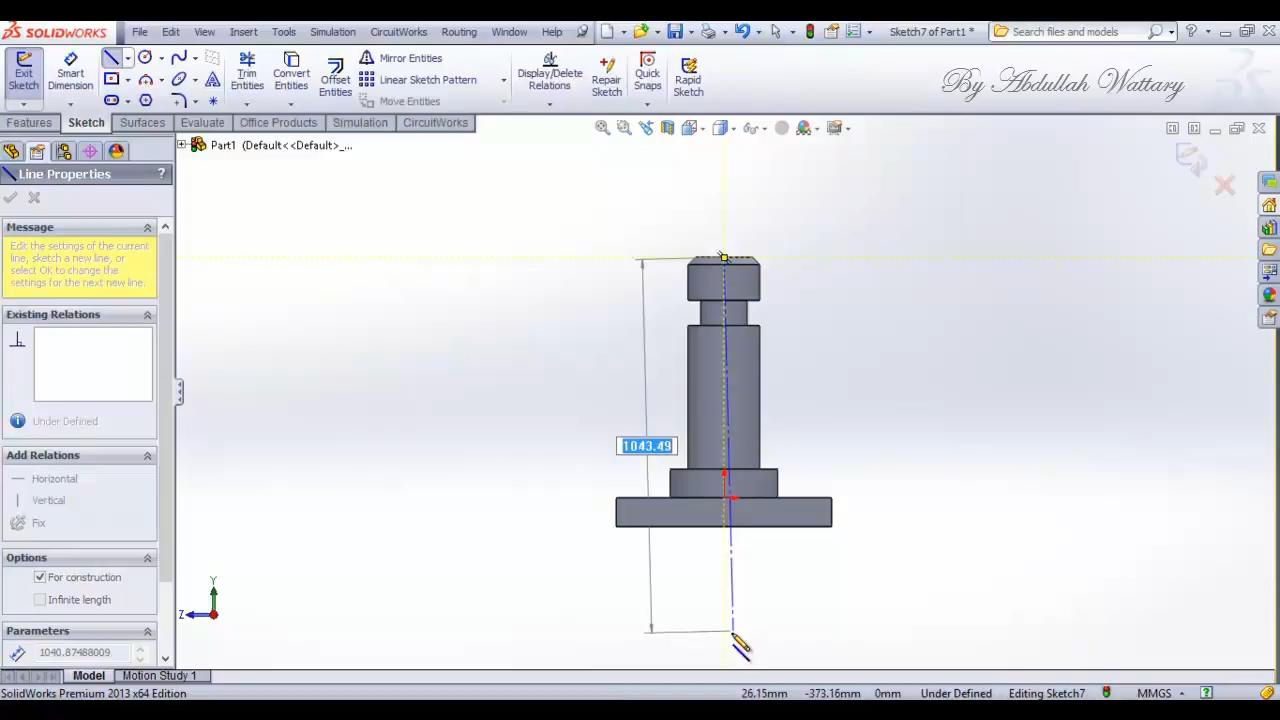 SOLIDWORKS
File Edit View Insert Tools Simulation CircuitWorks Routing Window Help
Sketch7 of Part1 *
Search files and models
Exit Sketch
Smart Dimension
Trim Entities
Convert Entities
Offset Entities
Mirror Entities
Linear Sketch Pattern
Move Entities
Display/Delete Relations
Repair Sketch
Quick Snaps
Rapid Sketch
By Abdullah Wattary
Features Sketch Surfaces Evaluate Office Products Simulation CircuitWorks
Part1 (Default<<Default>_...
Line Properties ?
Message
Edit the settings of the current
line, sketch a new line, or
select OK to change the
settings for the next new line.
Existing Relations
Under Defined
Add Relations
Horizontal
Vertical
Fix
Options
For construction
Infinite length
Parameters
1040.87488009
1043.49
Y
Z
Model Motion Study 1
SolidWorks Premium 2013 x64 Edition
26.15mm -373.16mm 0mm Under Defined Editing Sketch7 MMGS ?